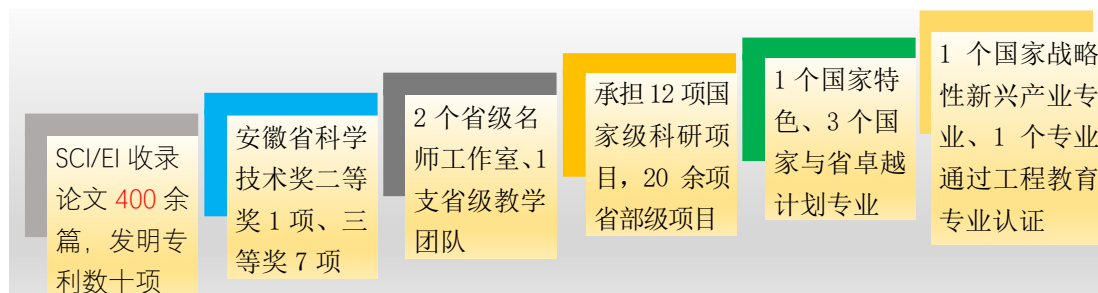 SCI/EI 收录
论文 400 余
篇，发明专
利数十项
安徽省科学
技术奖二等
奖 1 项、三
等奖 7 项
2 个省级名
师工作室、1
支省级教学
团队
承担 12 项国
家级科研项
目，20 余项
省部级项目
1 个国家特
色、3 个国
家与省卓越
计划专业
1 个国家战略
性新兴产业专
业、1 个专业
通过工程教育
专业认证